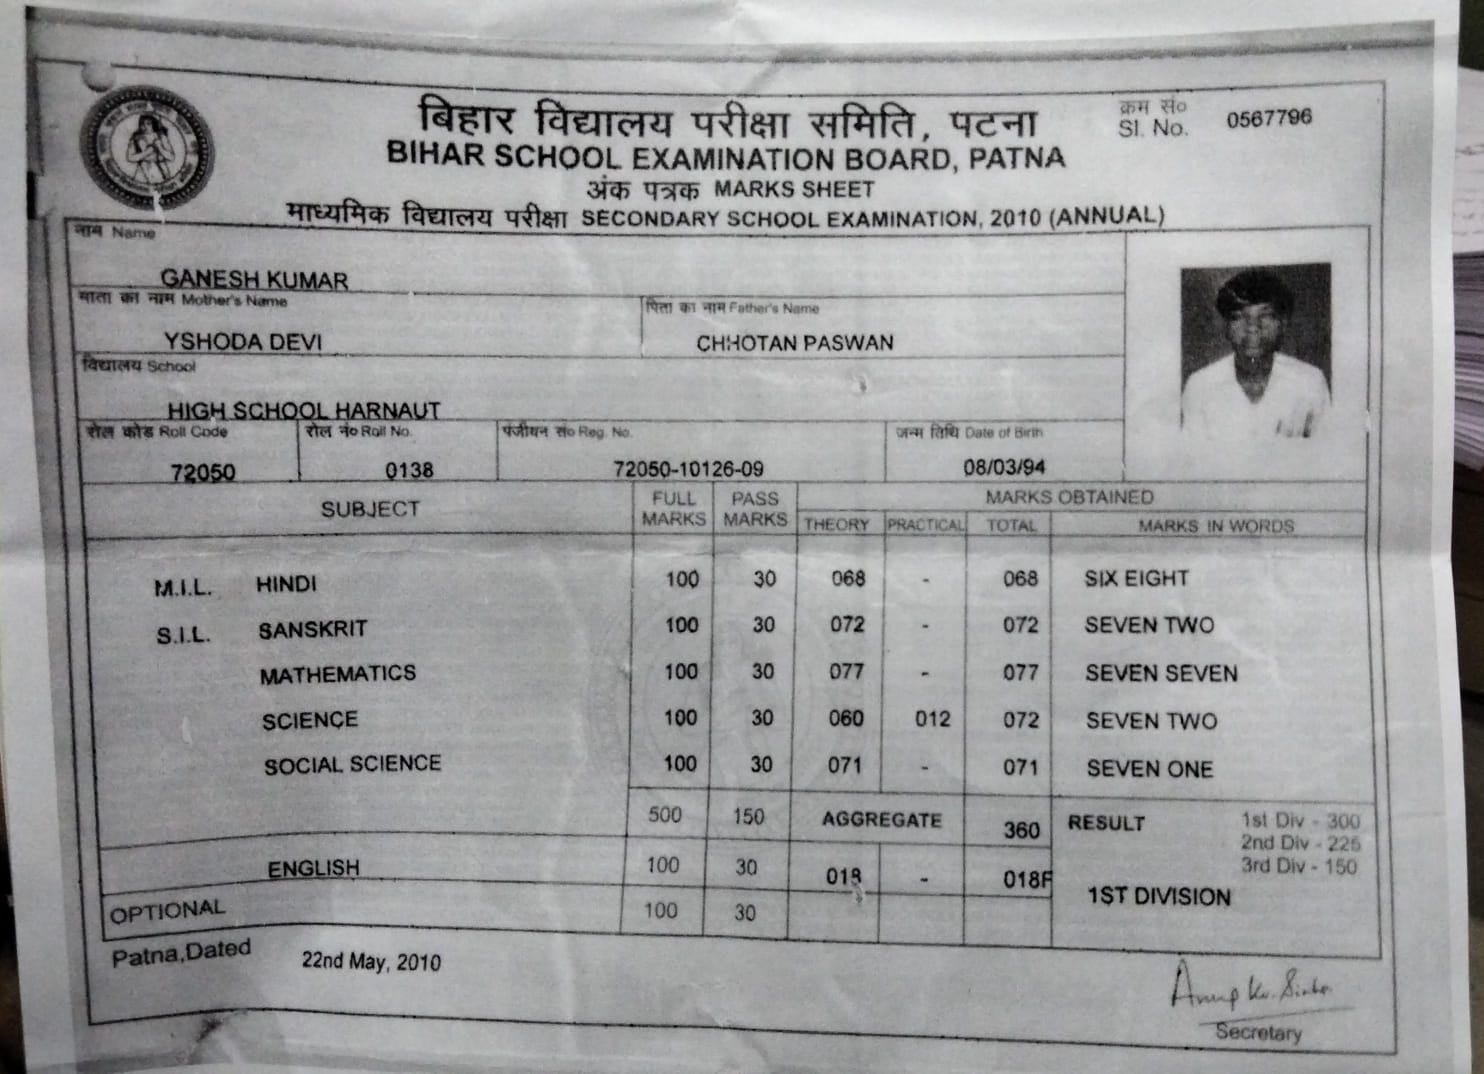 बिहार विद्यालय परीक्षा समिति, पटना
क्रम सं०
Sl. No. 0567796
BIHAR SCHOOL EXAMINATION BOARD, PATNA
अंक पत्रक MARKS SHEET
माध्यमिक विद्यालय परीक्षा SECONDARY SCHOOL EXAMINATION, 2010 (ANNUAL)
नाम Name
GANESH KUMAR
माता का नाम Mother's Name पिता का नाम Father's Name
YSHODA DEVI CHHOTAN PASWAN
विद्यालय School
HIGH SCHOOL HARNAUT
रोल कोड Roll Code रोल नं० Roll No. पंजीयन सं० Reg. No. जन्म तिथि Date of Birth
72050 0138 72050-10126-09 08/03/94
SUBJECT FULL MARKS PASS MARKS MARKS OBTAINED
THEORY PRACTICAL TOTAL MARKS IN WORDS
M.I.L. HINDI 100 30 068 - 068 SIX EIGHT
S.I.L. SANSKRIT 100 30 072 - 072 SEVEN TWO
MATHEMATICS 100 30 077 - 077 SEVEN SEVEN
SCIENCE 100 30 060 012 072 SEVEN TWO
SOCIAL SCIENCE 100 30 071 - 071 SEVEN ONE
500 150 AGGREGATE 360 RESULT 1st Div - 300
2nd Div - 225
ENGLISH 100 30 018 - 018F 3rd Div - 150
1ST DIVISION
OPTIONAL 100 30
Patna,Dated 22nd May, 2010
Anup Kr. Sinha
Secretary